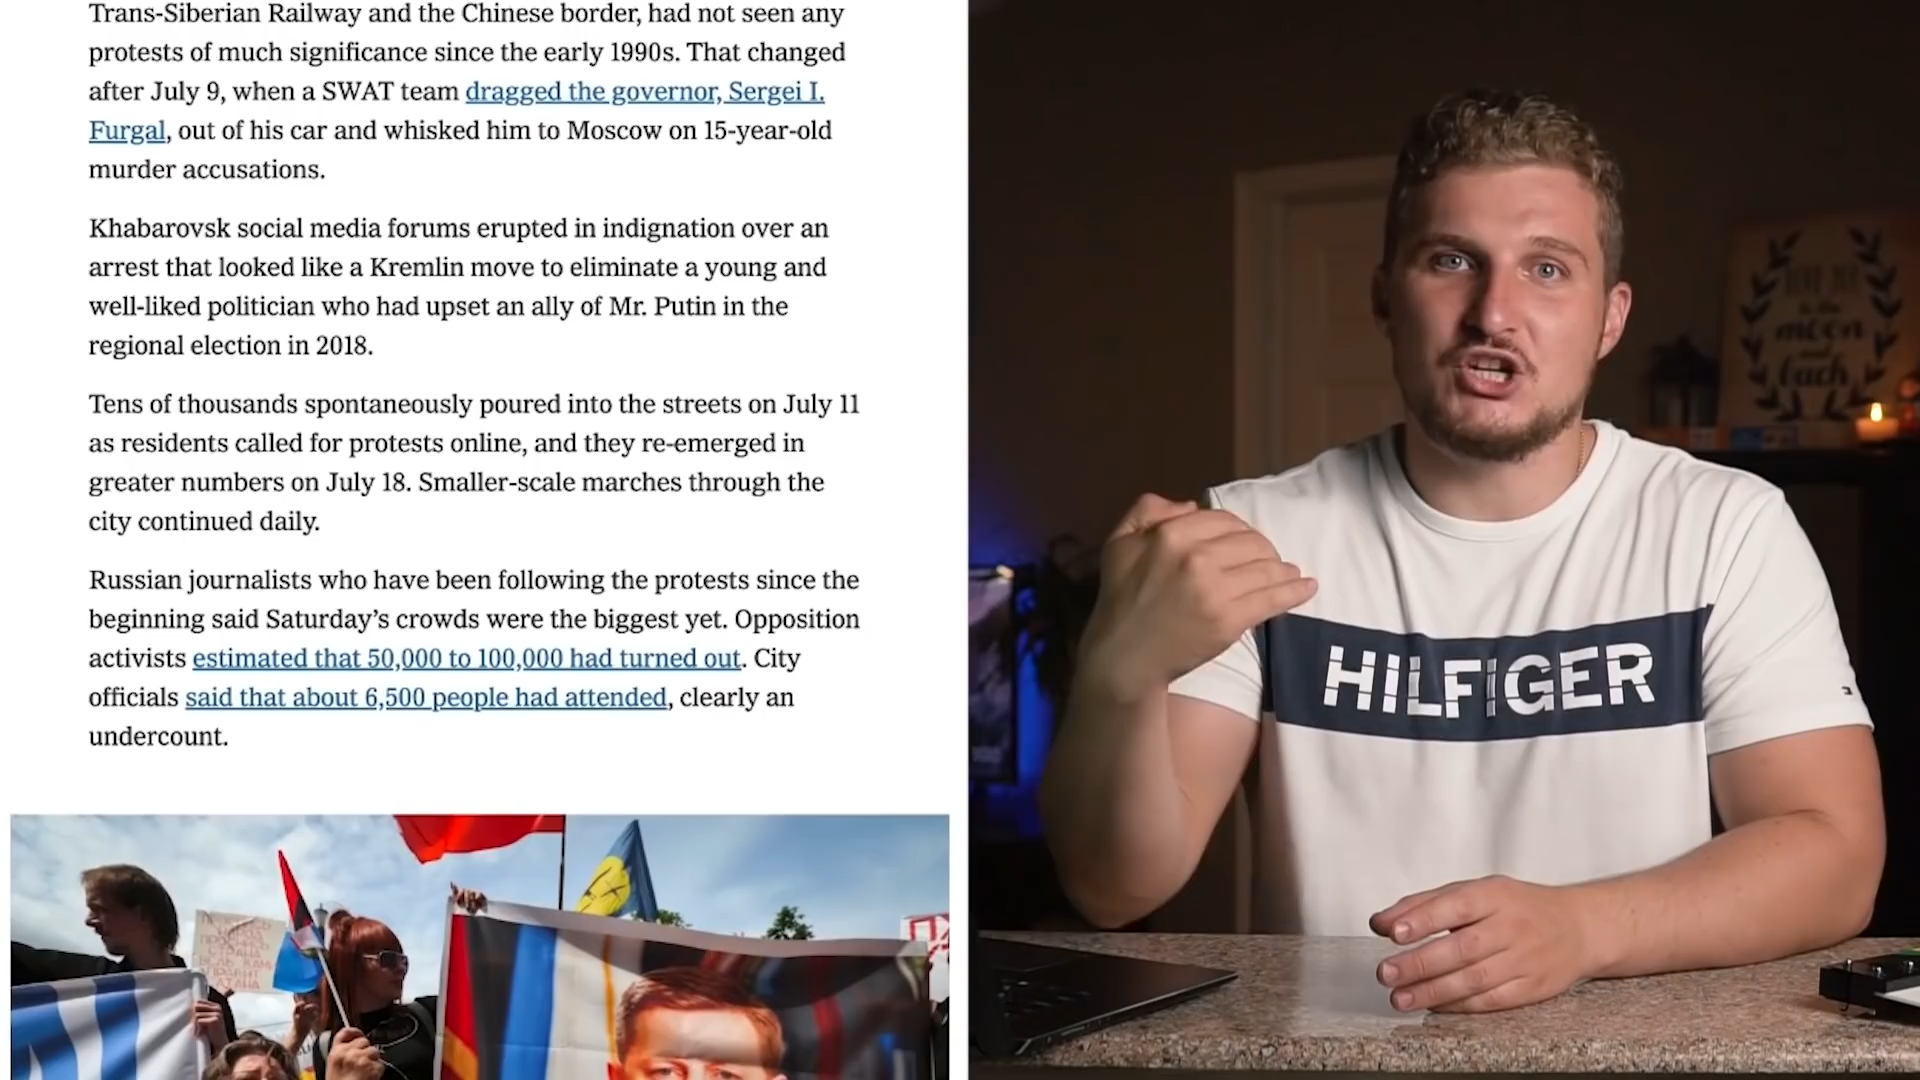 Trans-Siberian Railway and the Chinese border, had not seen any
protests of much significance since the early 1990s. That changed
after July 9, when a SWAT team dragged the governor, Sergei I.
Furgal, out of his car and whisked him to Moscow on 15-year-old
murder accusations.
Khabarovsk social media forums erupted in indignation over an
arrest that looked like a Kremlin move to eliminate a young and
well-liked politician who had upset an ally of Mr. Putin in the
regional election in 2018.
Tens of thousands spontaneously poured into the streets on July 11
as residents called for protests online, and they re-emerged in
greater numbers on July 18. Smaller-scale marches through the
city continued daily.
Russian journalists who have been following the protests since the
beginning said Saturday’s crowds were the biggest yet. Opposition
activists estimated that 50,000 to 100,000 had turned out. City
officials said that about 6,500 people had attended, clearly an
undercount.
HILFIGER
LOVE YOU
to the
moon
and
back